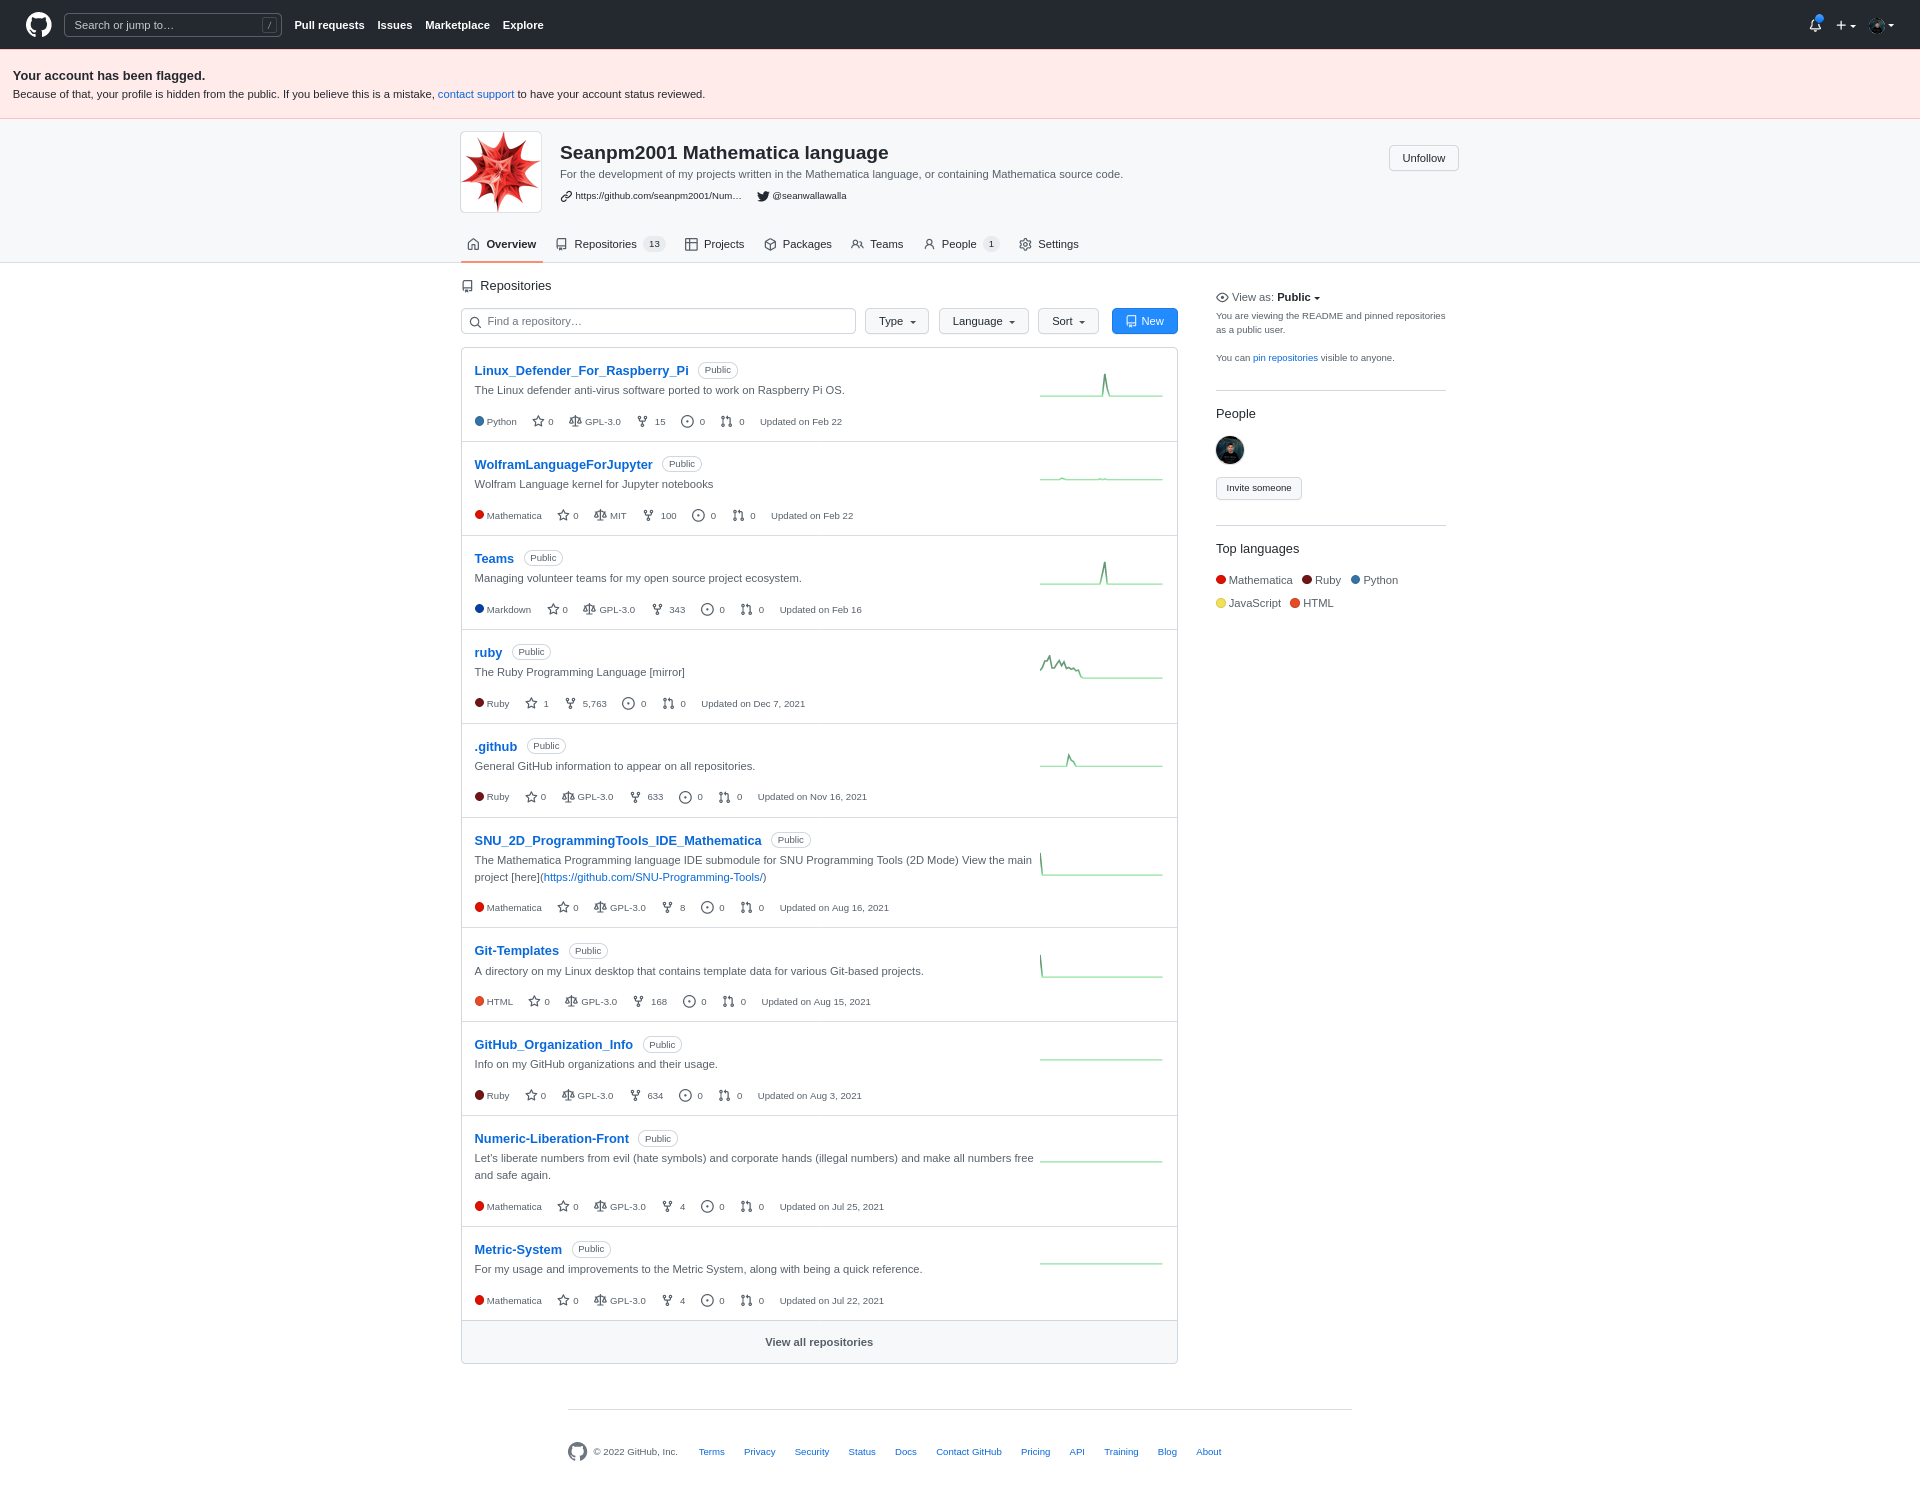 Search or jump to…
/
Pull requests Issues Marketplace Explore
Your account has been flagged.
Because of that, your profile is hidden from the public. If you believe this is a mistake, contact support to have your account status reviewed.
Seanpm2001 Mathematica language
For the development of my projects written in the Mathematica language, or containing Mathematica source code.
https://github.com/seanpm2001/Num… @seanwallawalla
Unfollow
Overview Repositories 13 Projects Packages Teams People 1 Settings
Repositories
Find a repository…
Type Language Sort New
Linux_Defender_For_Raspberry_Pi Public
The Linux defender anti-virus software ported to work on Raspberry Pi OS.
Python 0 GPL-3.0 15 0 0 Updated on Feb 22
WolframLanguageForJupyter Public
Wolfram Language kernel for Jupyter notebooks
Mathematica 0 MIT 100 0 0 Updated on Feb 22
Teams Public
Managing volunteer teams for my open source project ecosystem.
Markdown 0 GPL-3.0 343 0 0 Updated on Feb 16
ruby Public
The Ruby Programming Language [mirror]
Ruby 1 5,763 0 0 Updated on Dec 7, 2021
.github Public
General GitHub information to appear on all repositories.
Ruby 0 GPL-3.0 633 0 0 Updated on Nov 16, 2021
SNU_2D_ProgrammingTools_IDE_Mathematica Public
The Mathematica Programming language IDE submodule for SNU Programming Tools (2D Mode) View the main
project [here](https://github.com/SNU-Programming-Tools/)
Mathematica 0 GPL-3.0 8 0 0 Updated on Aug 16, 2021
Git-Templates Public
A directory on my Linux desktop that contains template data for various Git-based projects.
HTML 0 GPL-3.0 168 0 0 Updated on Aug 15, 2021
GitHub_Organization_Info Public
Info on my GitHub organizations and their usage.
Ruby 0 GPL-3.0 634 0 0 Updated on Aug 3, 2021
Numeric-Liberation-Front Public
Let's liberate numbers from evil (hate symbols) and corporate hands (illegal numbers) and make all numbers free
and safe again.
Mathematica 0 GPL-3.0 4 0 0 Updated on Jul 25, 2021
Metric-System Public
For my usage and improvements to the Metric System, along with being a quick reference.
Mathematica 0 GPL-3.0 4 0 0 Updated on Jul 22, 2021
View all repositories
View as: Public
You are viewing the README and pinned repositories
as a public user.
You can pin repositories visible to anyone.
People
Invite someone
Top languages
Mathematica Ruby Python
JavaScript HTML
© 2022 GitHub, Inc. Terms Privacy Security Status Docs Contact GitHub Pricing API Training Blog About